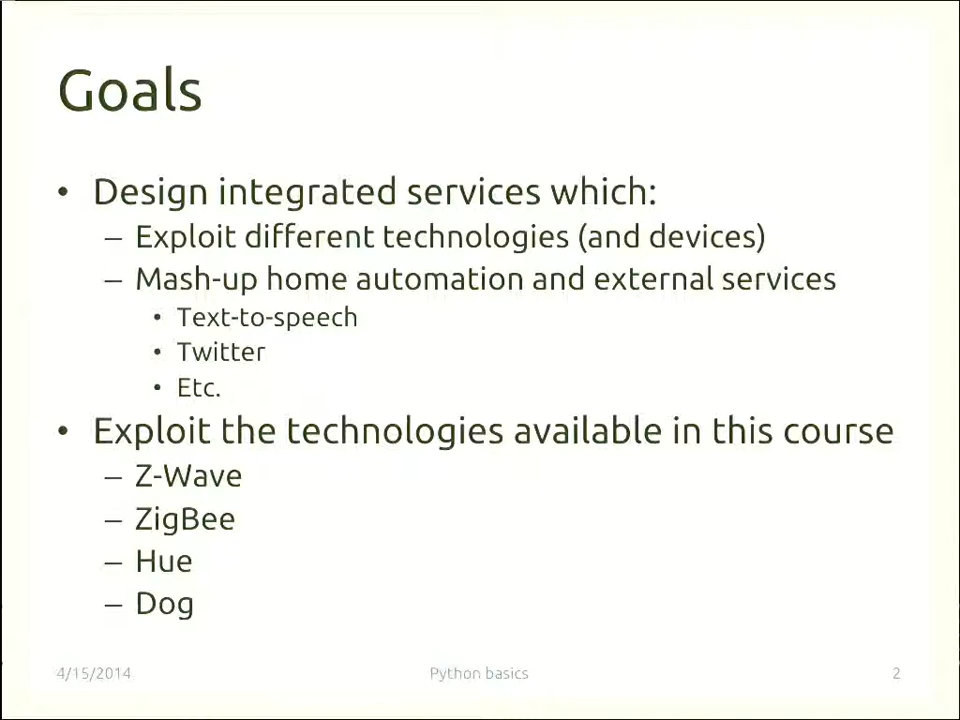 Goals
• Design integrated services which:
– Exploit different technologies (and devices)
– Mash-up home automation and external services
• Text-to-speech
• Twitter
• Etc.
• Exploit the technologies available in this course
– Z-Wave
– ZigBee
– Hue
– Dog
4/15/2014 Python basics 2